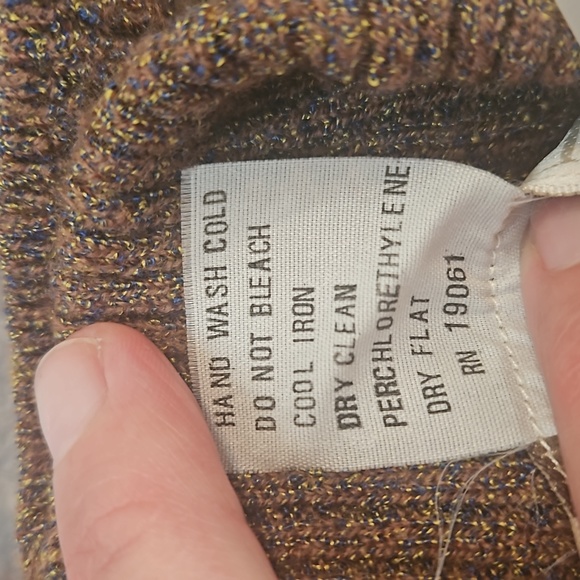 HAND WASH COLD
DO NOT BLEACH
COOL IRON
DRY CLEAN
PERCHLORETHYLENE
DRY FLAT
RN 19061